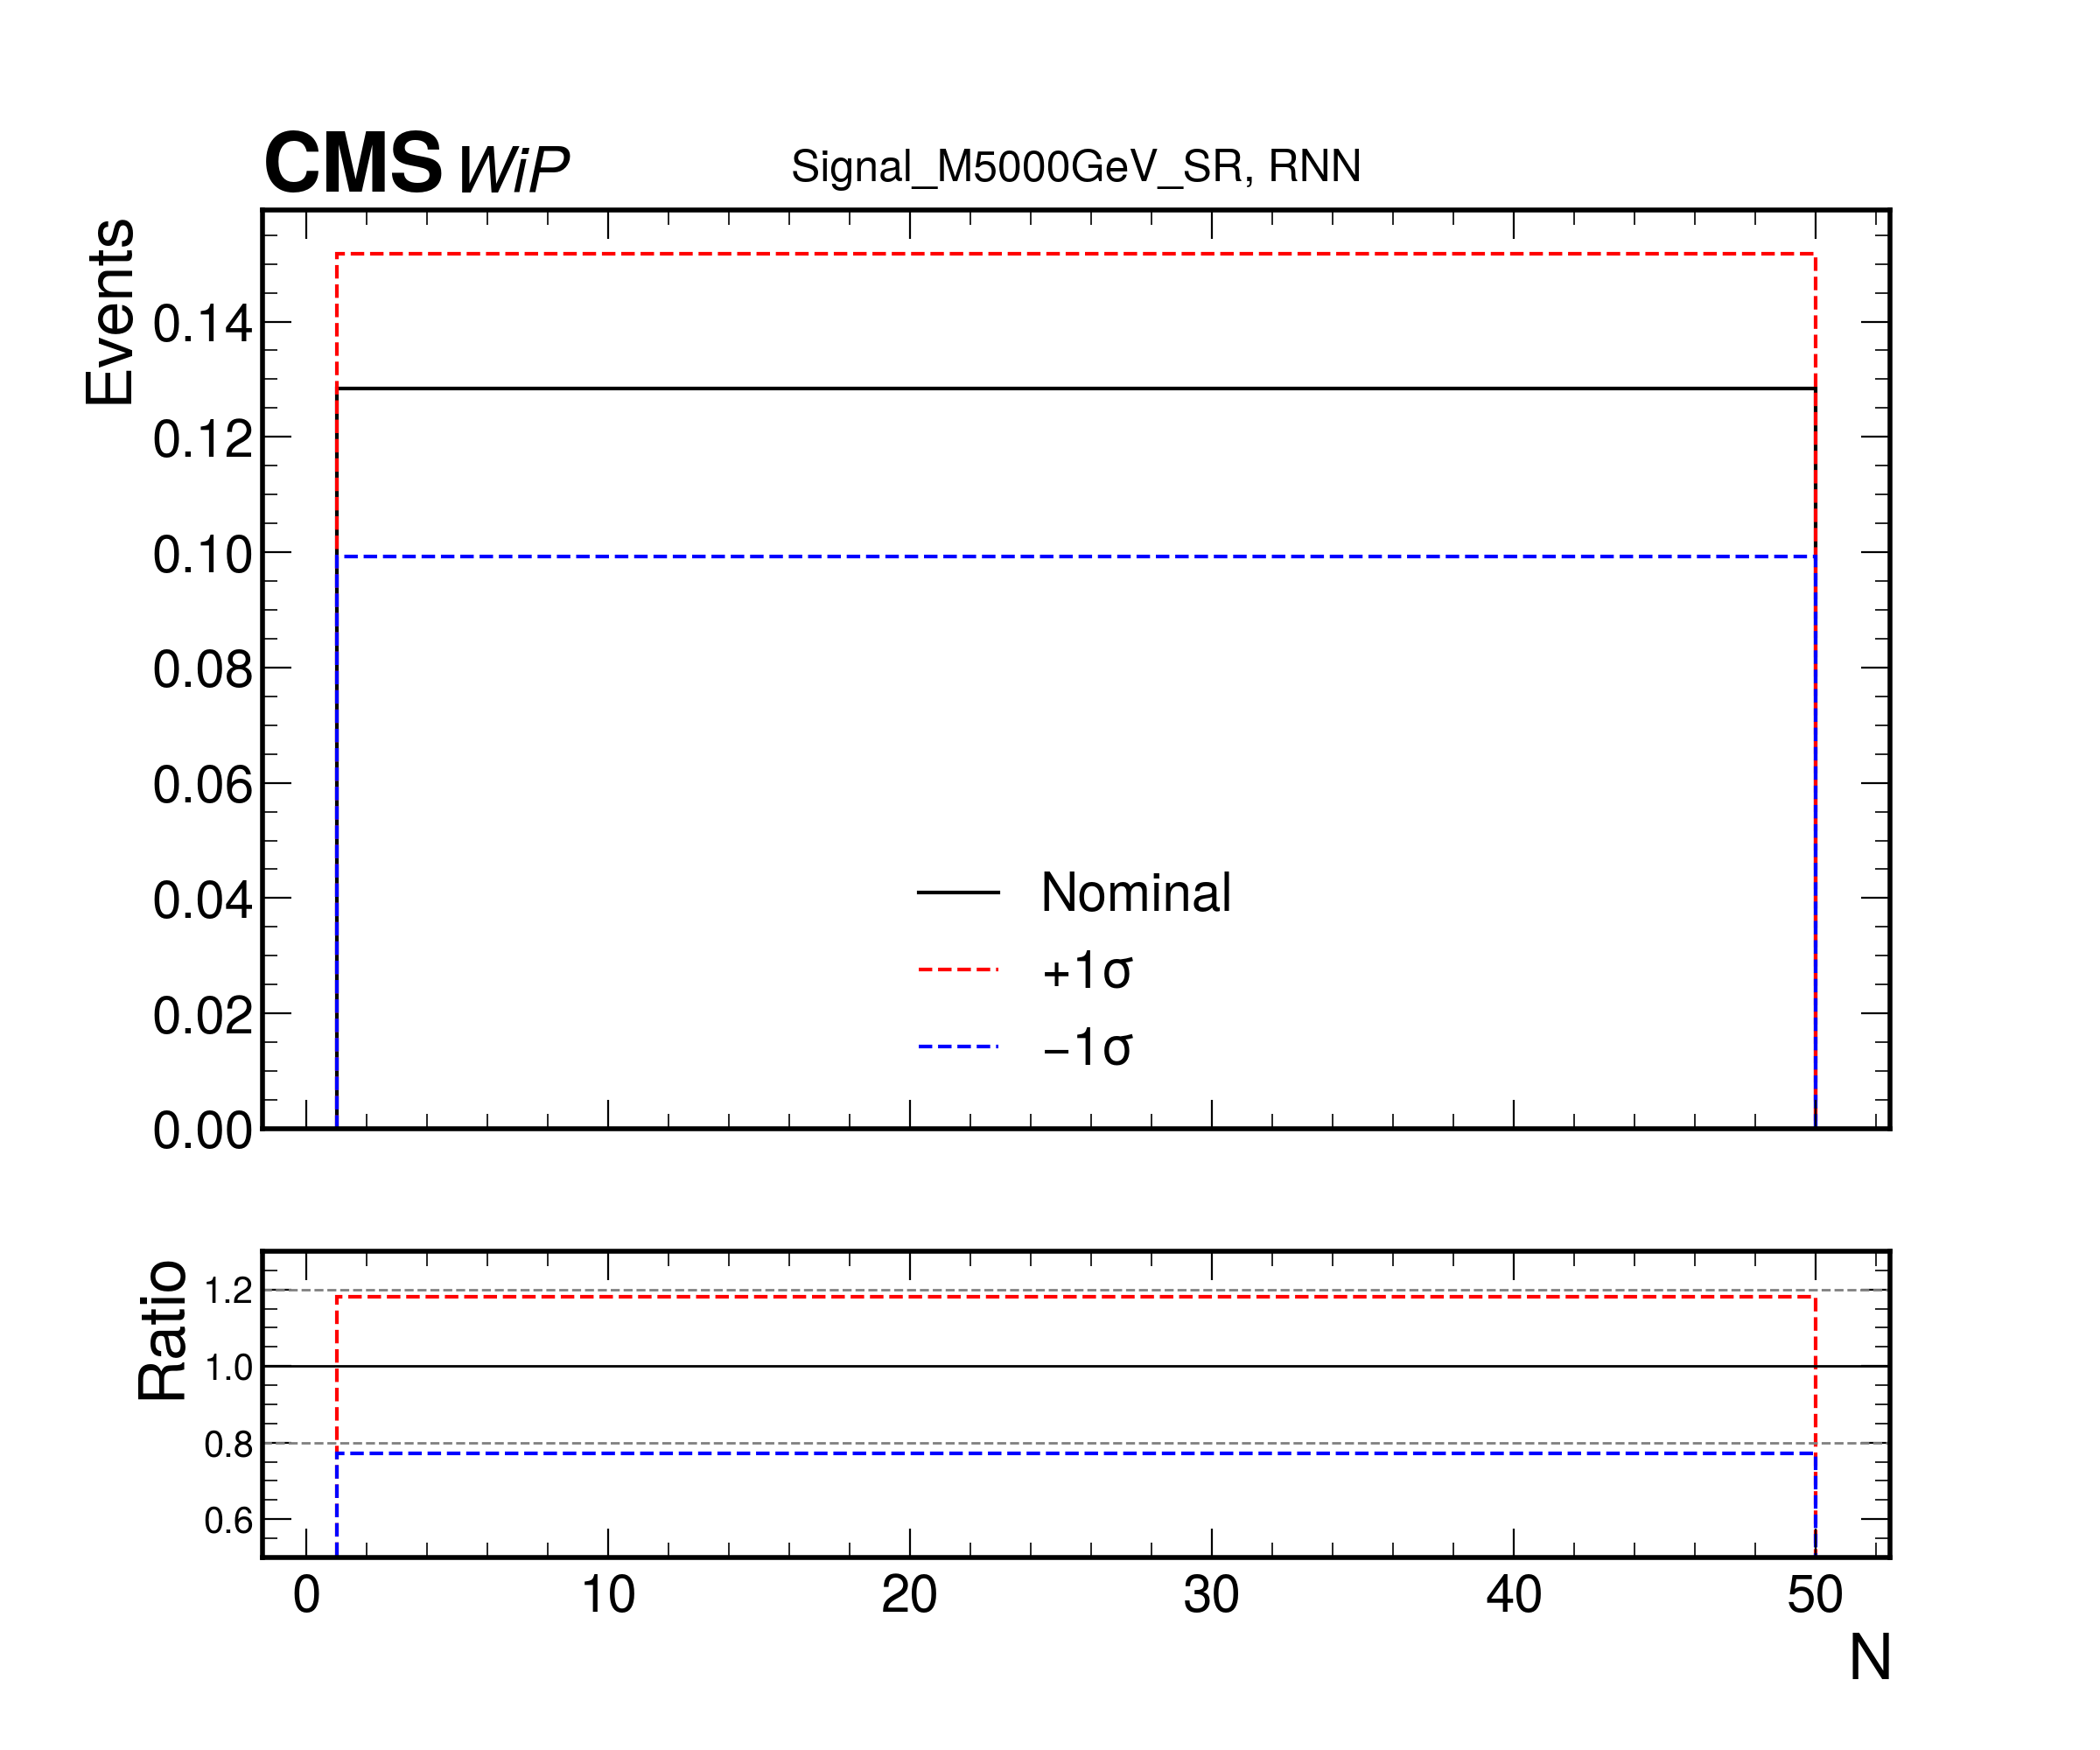 CMS WiP
Signal_M5000GeV_SR, RNN
Events
0.14
0.12
0.10
0.08
0.06
0.04
0.02
0.00
Nominal
+1σ
−1σ
Ratio
1.2
1.0
0.8
0.6
0 10 20 30 40 50
N